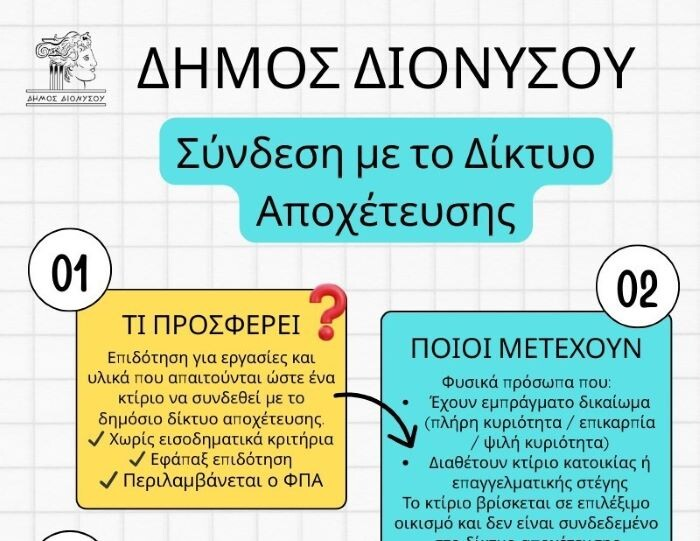 ΔΗΜΟΣ ΔΙΟΝΥΣΟΥ
ΔΗΜΟΣ ΔΙΟΝΥΣΟΥ
Σύνδεση με το Δίκτυο
Αποχέτευσης
01
ΤΙ ΠΡΟΣΦΕΡΕΙ
Επιδότηση για εργασίες και
υλικά που απαιτούνται ώστε ένα
κτίριο να συνδεθεί με το
δημόσιο δίκτυο αποχέτευσης.
✓ Χωρίς εισοδηματικά κριτήρια
✓ Εφάπαξ επιδότηση
✓ Περιλαμβάνεται ο ΦΠΑ
02
ΠΟΙΟΙ ΜΕΤΕΧΟΥΝ
Φυσικά πρόσωπα που:
• Έχουν εμπράγματο δικαίωμα
(πλήρη κυριότητα / επικαρπία
/ ψιλή κυριότητα)
• Διαθέτουν κτίριο κατοικίας ή
επαγγελματικής στέγης
Το κτίριο βρίσκεται σε επιλέξιμο
οικισμό και δεν είναι συνδεδεμένο